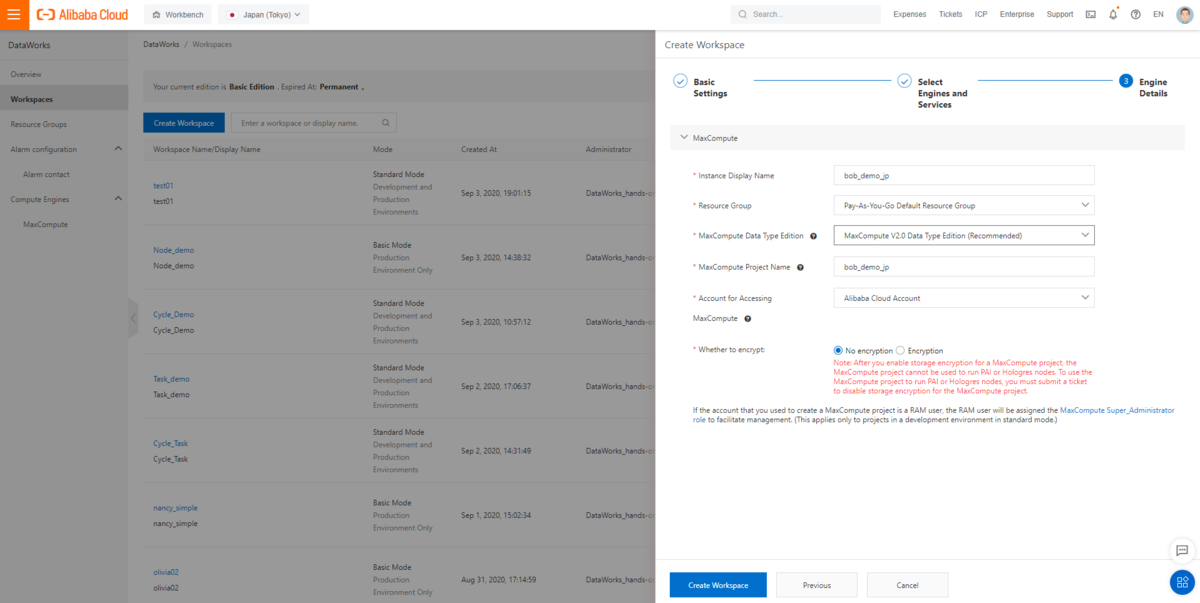 Alibaba Cloud
Workbench
Japan (Tokyo)
Search...
Expenses
Tickets
ICP
Enterprise
Support
EN
DataWorks
Overview
Workspaces
Resource Groups
Alarm configuration
Alarm contact
Compute Engines
MaxCompute
DataWorks / Workspaces
Your current edition is Basic Edition . Expired At: Permanent .
Create Workspace
Enter a workspace or display name.
Workspace Name/Display Name
Mode
Created At
Administrator
test01
test01
Standard Mode
Development and
Production
Environments
Sep 3, 2020, 19:01:15
DataWorks_hands-o
Node_demo
Node_demo
Basic Mode
Production
Environment Only
Sep 3, 2020, 14:38:32
DataWorks_hands-o
Cycle_Demo
Cycle_Demo
Standard Mode
Development and
Production
Environments
Sep 3, 2020, 10:57:12
DataWorks_hands-o
Task_demo
Task_demo
Standard Mode
Development and
Production
Environments
Sep 2, 2020, 17:06:37
DataWorks_hands-o
Cycle_Task
Cycle_Task
Standard Mode
Development and
Production
Environments
Sep 2, 2020, 14:31:49
DataWorks_hands-o
nancy_simple
nancy_simple
Basic Mode
Production
Environment Only
Sep 1, 2020, 15:02:34
DataWorks_hands-o
olivia02
olivia02
Basic Mode
Production
Environment Only
Aug 31, 2020, 17:14:59
DataWorks_hands-o
Create Workspace
Basic
Settings
Select
Engines and
Services
3
Engine
Details
MaxCompute
* Instance Display Name
bob_demo_jp
* Resource Group
Pay-As-You-Go Default Resource Group
* MaxCompute Data Type Edition
MaxCompute V2.0 Data Type Edition (Recommended)
* MaxCompute Project Name
bob_demo_jp
* Account for Accessing
MaxCompute
Alibaba Cloud Account
* Whether to encrypt:
No encryption
Encryption
Note: After you enable storage encryption for a MaxCompute project, the
MaxCompute project cannot be used to run PAI or Hologres nodes. To use the
MaxCompute project to run PAI or Hologres nodes, you must submit a ticket
to disable storage encryption for the MaxCompute project.
If the account that you used to create a MaxCompute project is a RAM user, the RAM user will be assigned the MaxCompute Super_Administrator
role to facilitate management. (This applies only to projects in a development environment in standard mode.)
Create Workspace
Previous
Cancel